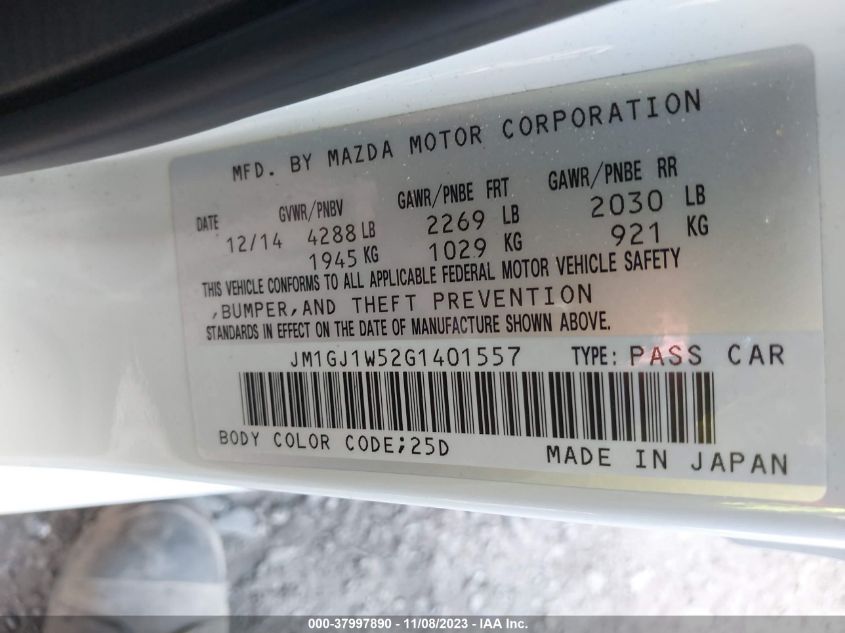 MFD. BY MAZDA MOTOR CORPORATION
DATE GVWR/PNBV GAWR/PNBE FRT GAWR/PNBE RR
12/14 4288 LB 2269 LB 2030 LB
1945 KG 1029 KG 921 KG
THIS VEHICLE CONFORMS TO ALL APPLICABLE FEDERAL MOTOR VEHICLE SAFETY
,BUMPER,AND THEFT PREVENTION
STANDARDS IN EFFECT ON THE DATE OF MANUFACTURE SHOWN ABOVE.
JM1GJ1W52G1401557 TYPE: PASS CAR
BODY COLOR CODE;25D MADE IN JAPAN
000-37997890 - 11/08/2023 - IAA Inc.